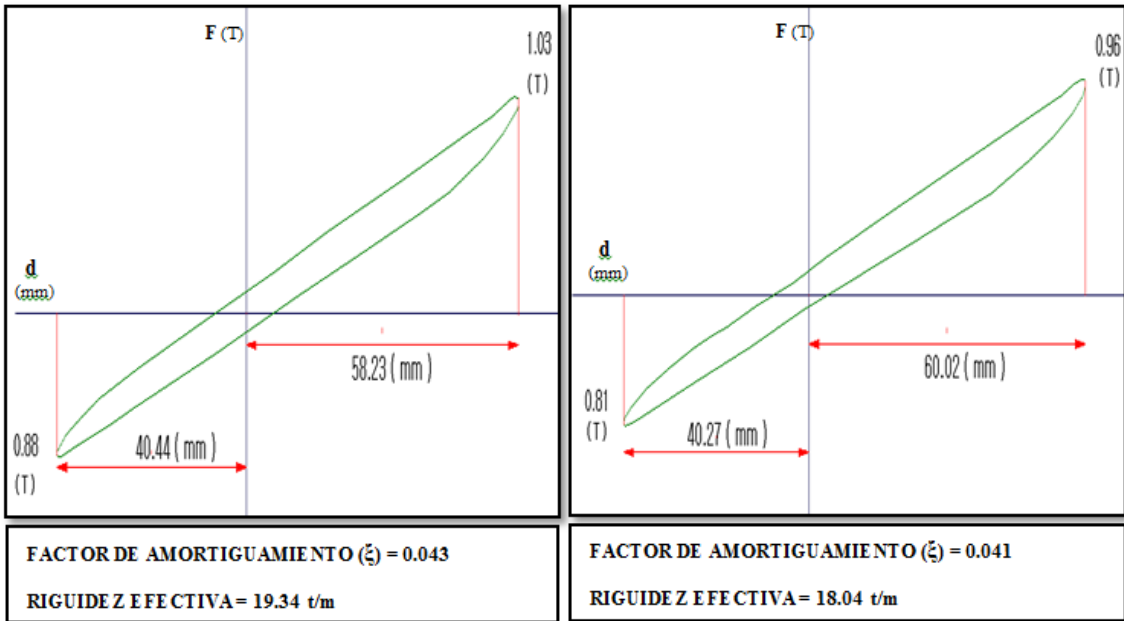 F (T)
1.03
(T)
d
(mm)
58.23 ( mm )
0.88
(T)
40.44 ( mm )
FACTOR DE AMORTIGUAMIENTO (ξ) = 0.043
RIGUIDEZ EFECTIVA = 19.34 t/m
F (T)
0.96
(T)
d
(mm)
60.02 ( mm )
0.81
(T)
40.27 ( mm )
FACTOR DE AMORTIGUAMIENTO (ξ) = 0.041
RIGUIDEZ EFECTIVA = 18.04 t/m